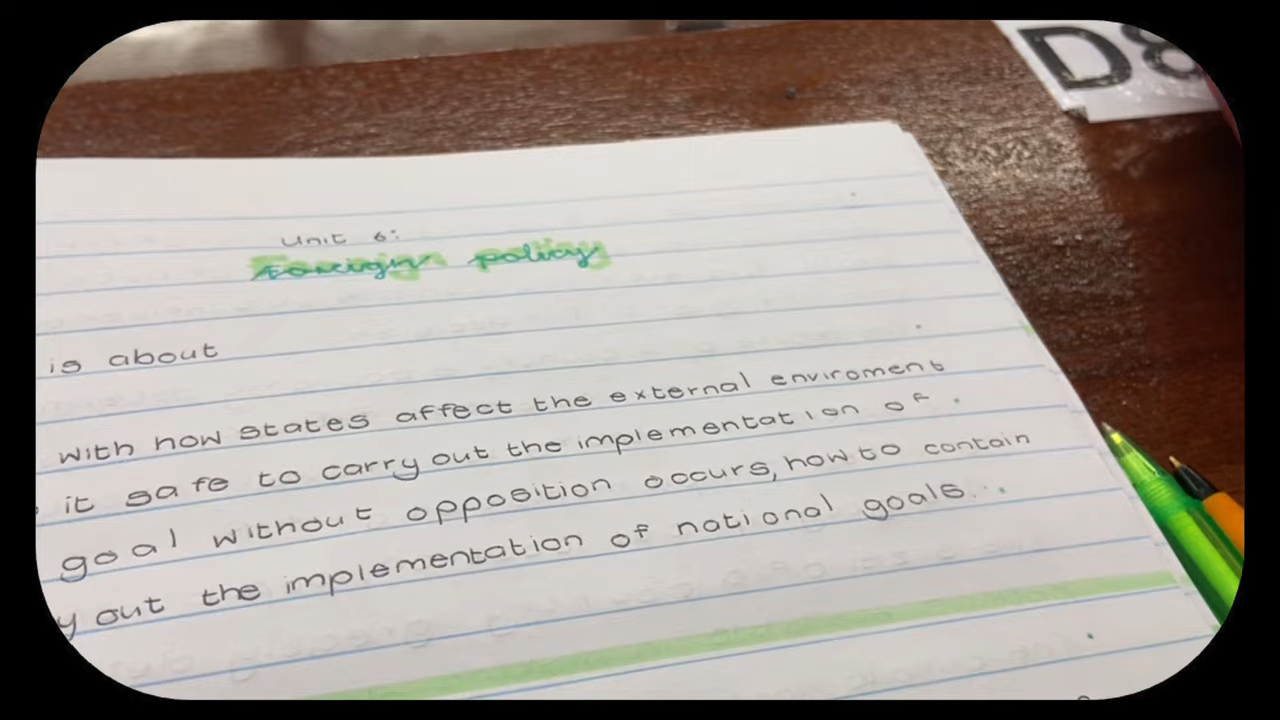 D8
Unit 6:
Foreign policy
is about
with how states affect the external enviroment
it safe to carry out the implementation of
goal without opposition occurs, how to contain
y out the implementation of national goals...